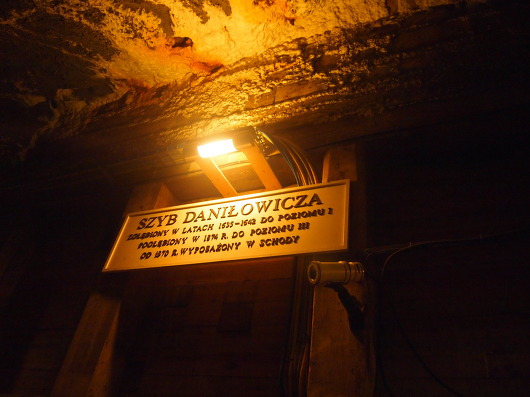 SZYB DANIŁOWICZA
ZGŁĘBIONY W LATACH 1635-1642 DO POZIOMU I
POGŁĘBIONY W 1874 R. DO POZIOMU III
OD 1870 R. WYPOSAŻONY W SCHODY